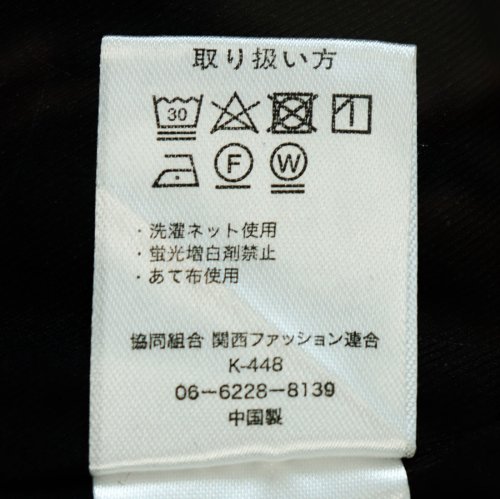 取り扱い方
30
F W
・洗濯ネット使用
・蛍光増白剤禁止
・あて布使用
協同組合 関西ファッション連合
K-448
06-6228-8139
中国製